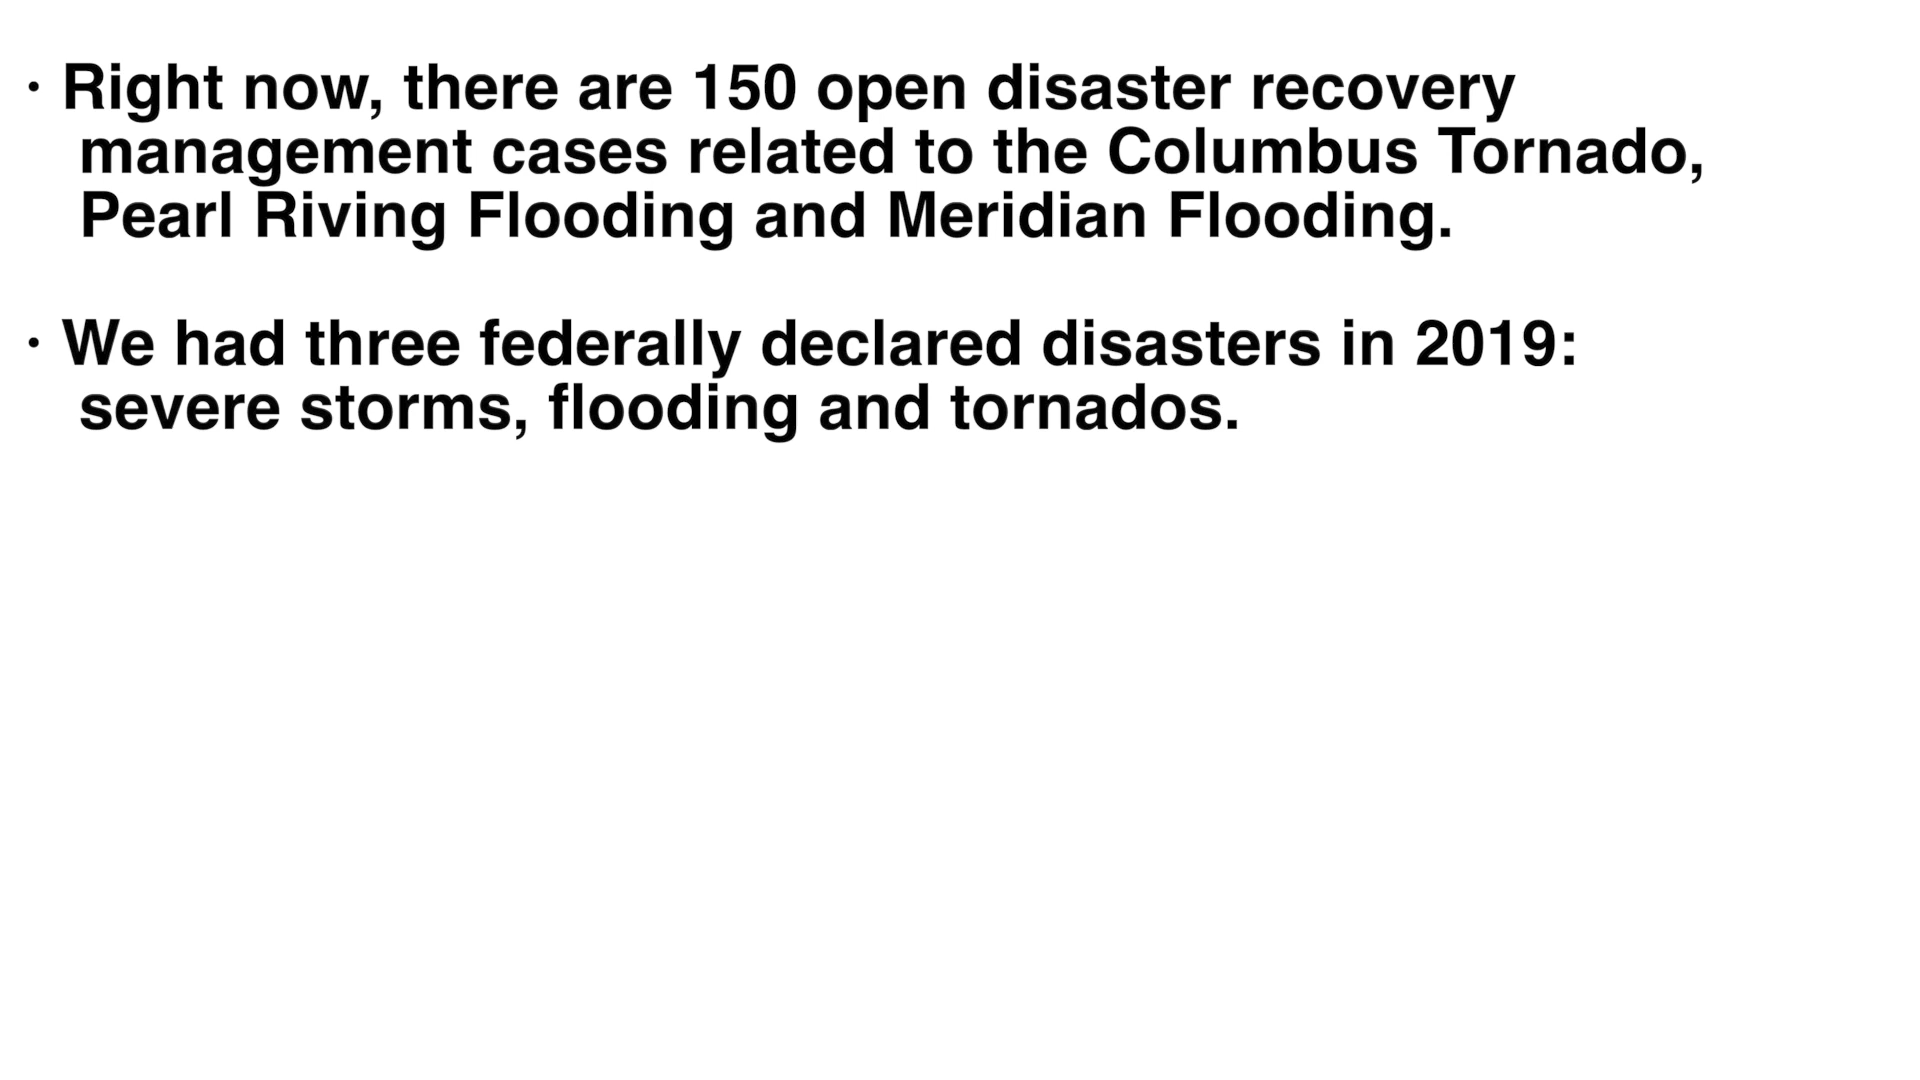 · Right now, there are 150 open disaster recovery
management cases related to the Columbus Tornado,
Pearl Riving Flooding and Meridian Flooding.
· We had three federally declared disasters in 2019:
severe storms, flooding and tornados.